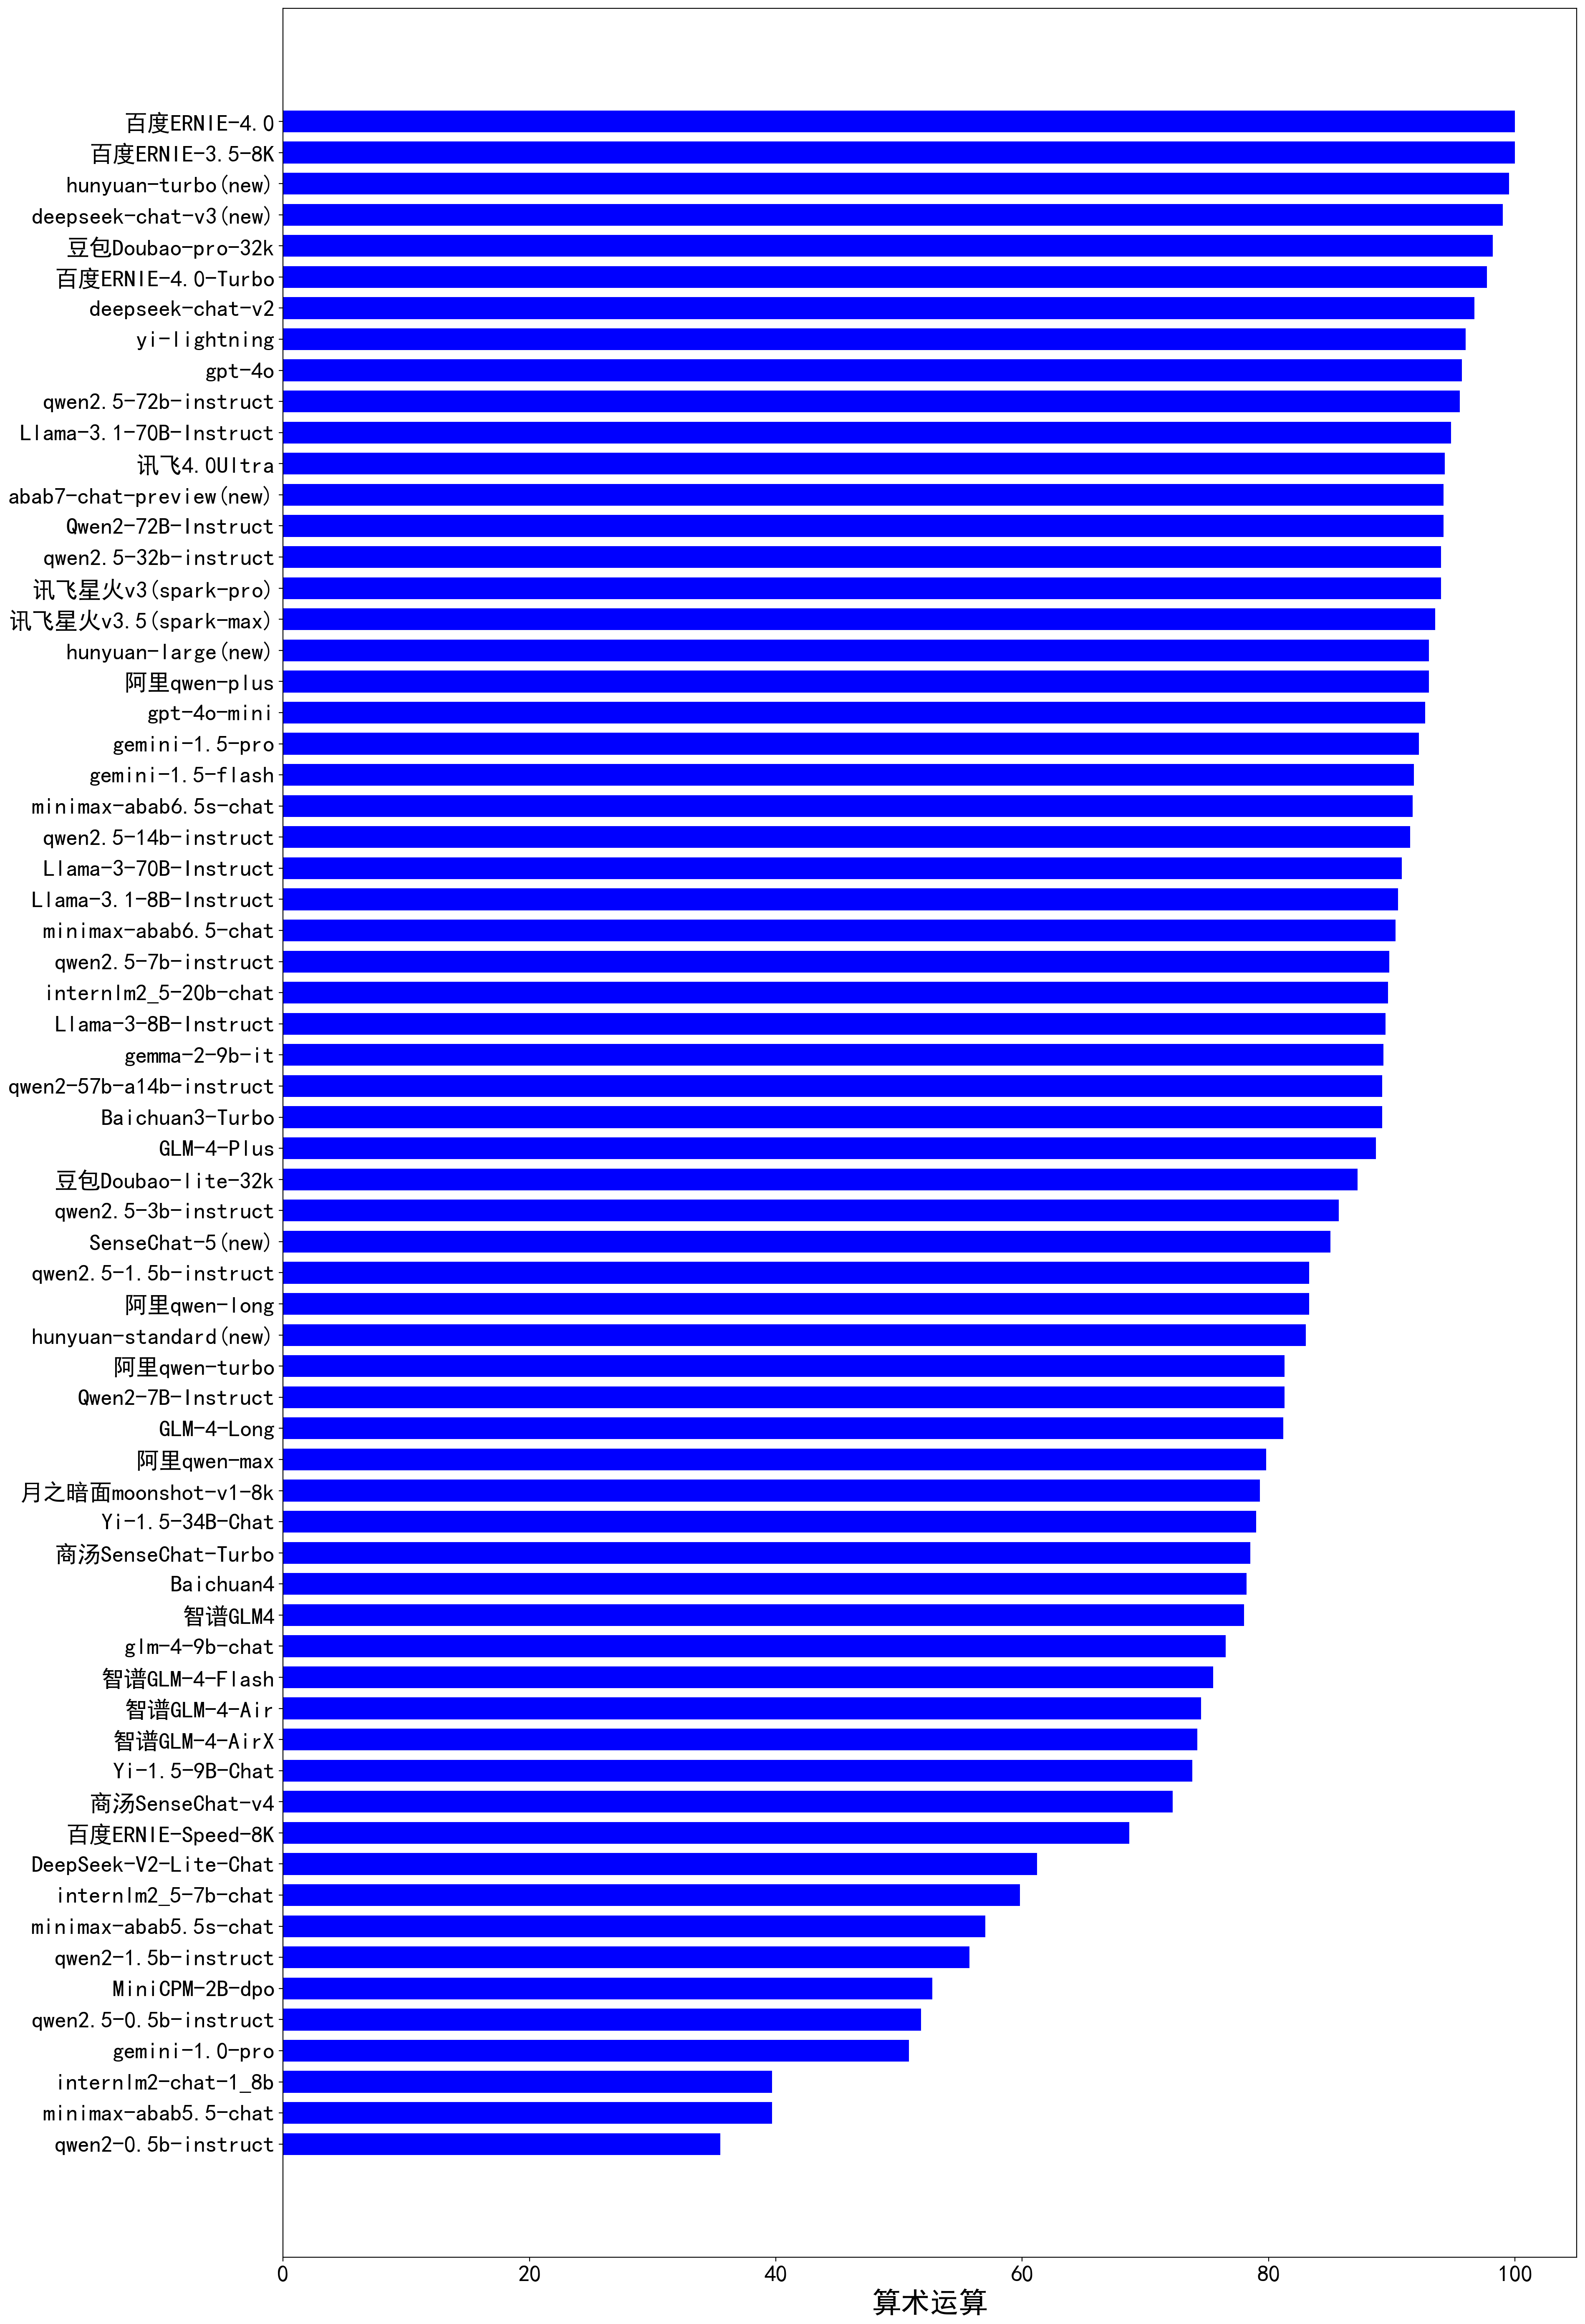 百度ERNIE-4.0
百度ERNIE-3.5-8K
hunyuan-turbo(new)
deepseek-chat-v3(new)
豆包Doubao-pro-32k
百度ERNIE-4.0-Turbo
deepseek-chat-v2
yi-lightning
gpt-4o
qwen2.5-72b-instruct
Llama-3.1-70B-Instruct
讯飞4.0Ultra
abab7-chat-preview(new)
Qwen2-72B-Instruct
qwen2.5-32b-instruct
讯飞星火v3(spark-pro)
讯飞星火v3.5(spark-max)
hunyuan-large(new)
阿里qwen-plus
gpt-4o-mini
gemini-1.5-pro
gemini-1.5-flash
minimax-abab6.5s-chat
qwen2.5-14b-instruct
Llama-3-70B-Instruct
Llama-3.1-8B-Instruct
minimax-abab6.5-chat
qwen2.5-7b-instruct
internlm2_5-20b-chat
Llama-3-8B-Instruct
gemma-2-9b-it
qwen2-57b-a14b-instruct
Baichuan3-Turbo
GLM-4-Plus
豆包Doubao-lite-32k
qwen2.5-3b-instruct
SenseChat-5(new)
qwen2.5-1.5b-instruct
阿里qwen-long
hunyuan-standard(new)
阿里qwen-turbo
Qwen2-7B-Instruct
GLM-4-Long
阿里qwen-max
月之暗面moonshot-v1-8k
Yi-1.5-34B-Chat
商汤SenseChat-Turbo
Baichuan4
智谱GLM4
glm-4-9b-chat
智谱GLM-4-Flash
智谱GLM-4-Air
智谱GLM-4-AirX
Yi-1.5-9B-Chat
商汤SenseChat-v4
百度ERNIE-Speed-8K
DeepSeek-V2-Lite-Chat
internlm2_5-7b-chat
minimax-abab5.5s-chat
qwen2-1.5b-instruct
MiniCPM-2B-dpo
qwen2.5-0.5b-instruct
gemini-1.0-pro
internlm2-chat-1_8b
minimax-abab5.5-chat
qwen2-0.5b-instruct
0 20 40 60 80 100
算术运算